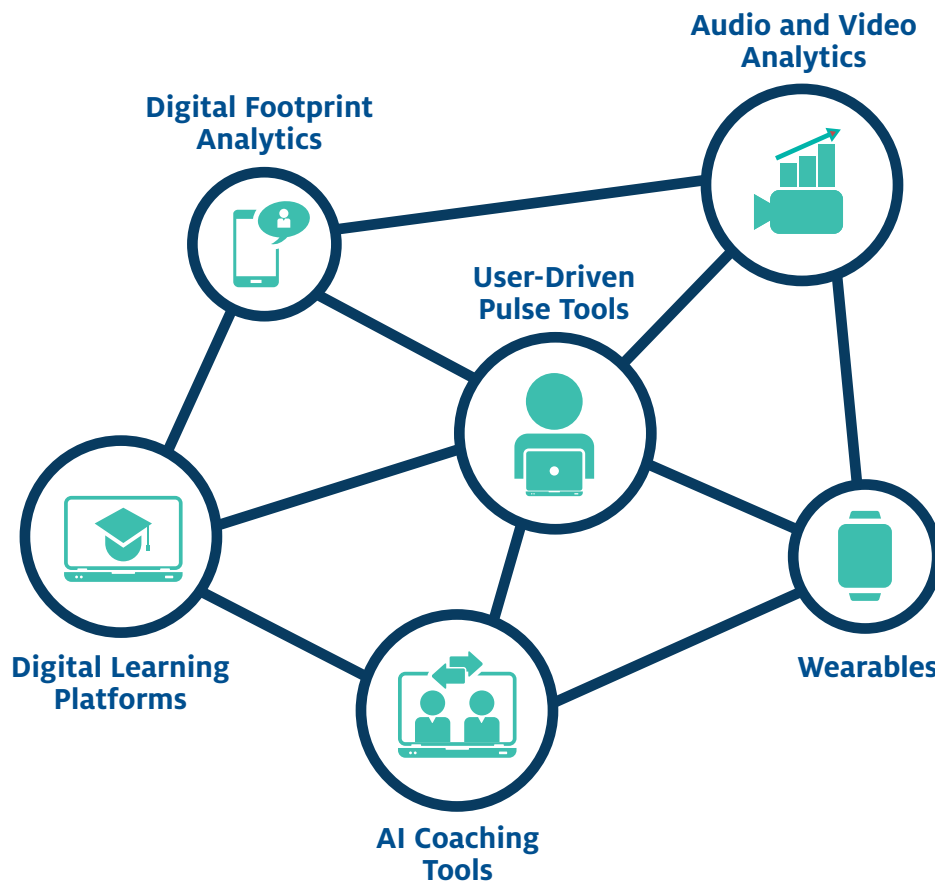 Audio and Video
Analytics
Digital Footprint
Analytics
User-Driven
Pulse Tools
Digital Learning
Platforms
Wearables
AI Coaching
Tools